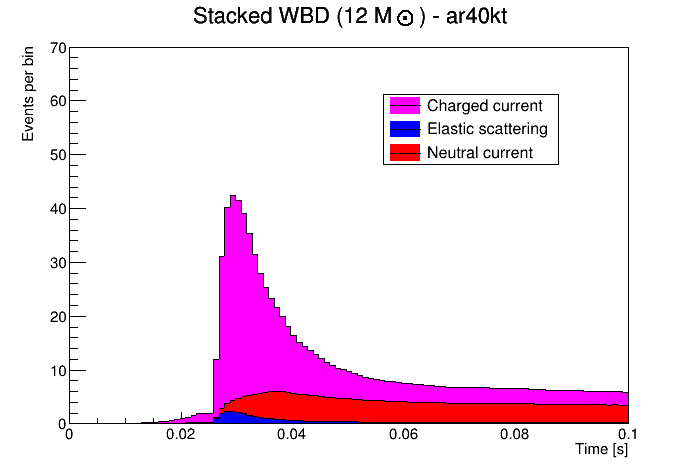 Stacked WBD (12 M☉) - ar40kt
Events per bin
70
60
50
40
30
20
10
0
Charged current
Elastic scattering
Neutral current
0 0.02 0.04 0.06 0.08 0.1
Time [s]